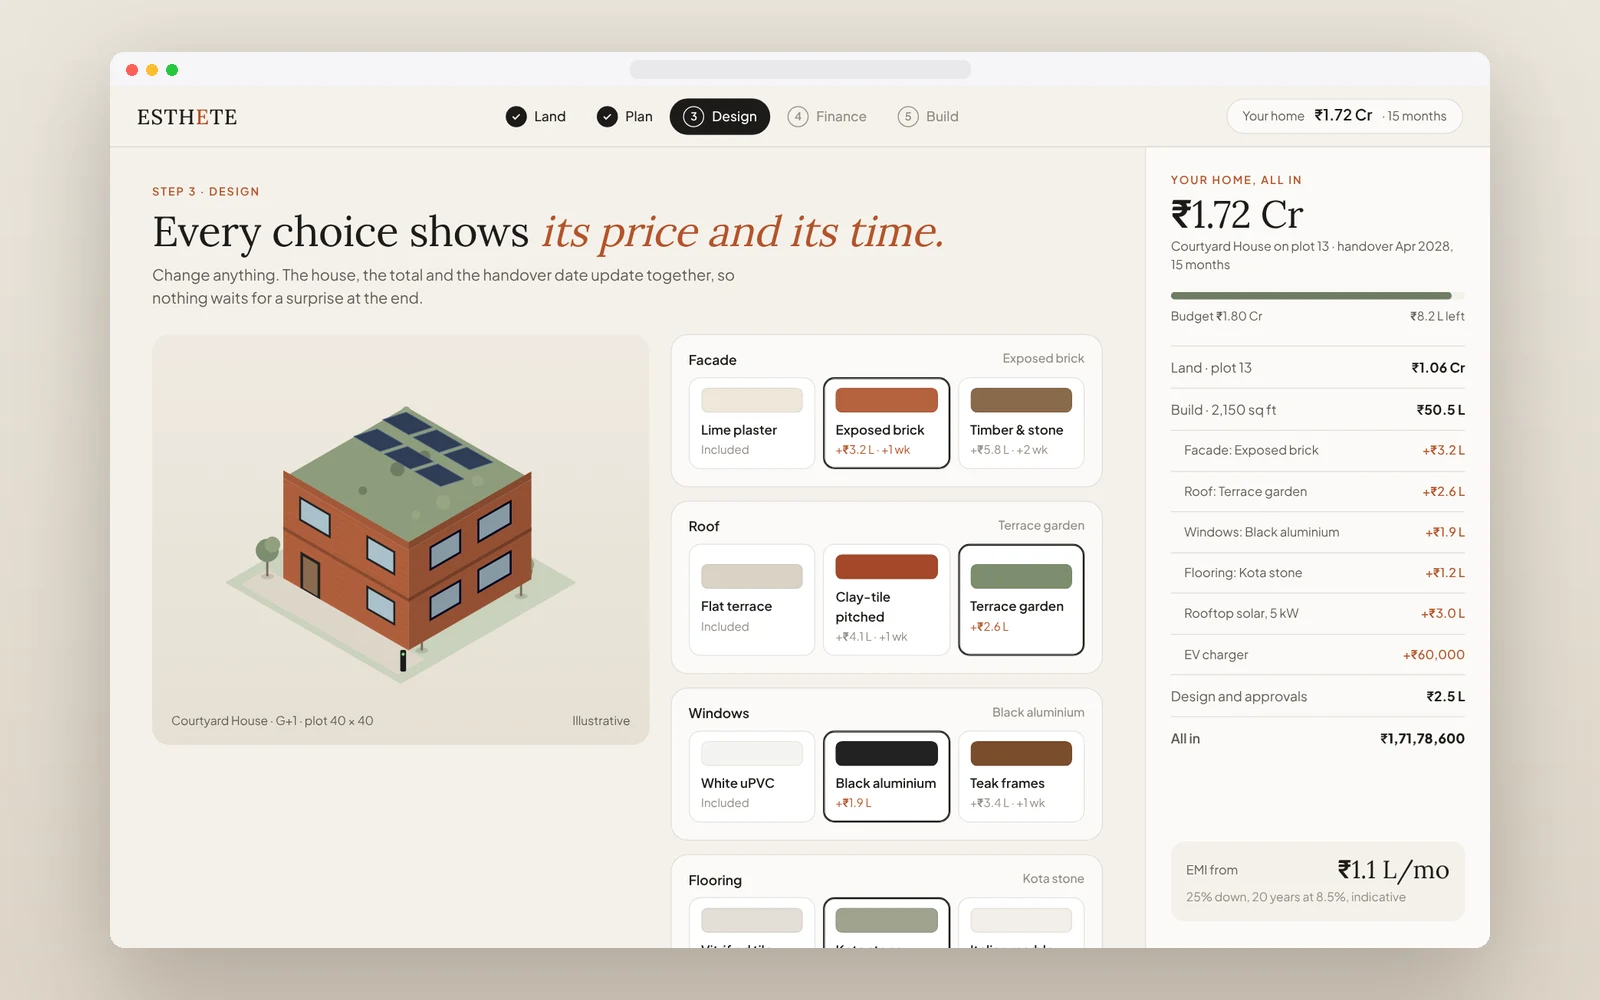 ESTHETE
Land
Plan
3 Design
4 Finance
5 Build
Your home ₹1.72 Cr · 15 months
STEP 3 · DESIGN
Every choice shows its price and its time.
Change anything. The house, the total and the handover date update together, so
nothing waits for a surprise at the end.
Courtyard House · G+1 · plot 40 × 40
Illustrative
Facade
Exposed brick
Lime plaster
Included
Exposed brick
+₹3.2 L · +1 wk
Timber & stone
+₹5.8 L · +2 wk
Roof
Terrace garden
Flat terrace
Included
Clay-tile
pitched
+₹4.1 L · +1 wk
Terrace garden
+₹2.6 L
Windows
Black aluminium
White uPVC
Included
Black aluminium
+₹1.9 L
Teak frames
+₹3.4 L · +1 wk
Flooring
Kota stone
YOUR HOME, ALL IN
₹1.72 Cr
Courtyard House on plot 13 · handover Apr 2028,
15 months
Budget ₹1.80 Cr
₹8.2 L left
Land · plot 13 ₹1.06 Cr
Build · 2,150 sq ft ₹50.5 L
Facade: Exposed brick +₹3.2 L
Roof: Terrace garden +₹2.6 L
Windows: Black aluminium +₹1.9 L
Flooring: Kota stone +₹1.2 L
Rooftop solar, 5 kW +₹3.0 L
EV charger +₹60,000
Design and approvals ₹2.5 L
All in ₹1,71,78,600
EMI from ₹1.1 L/mo
25% down, 20 years at 8.5%, indicative